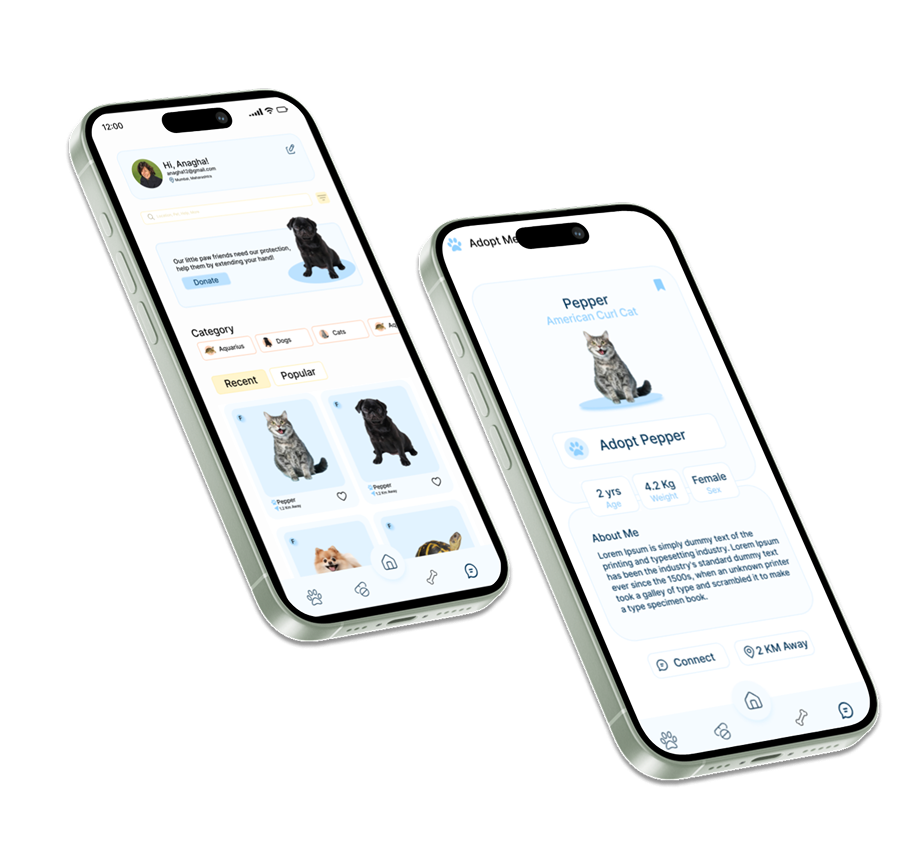 12:00
Hi, Anagha!
anagha12@gmail.com
Mumbai, Maharashtra
Our little paw friends need our protection,
help them by extending your hand!
Donate
Category
Aquarius
Dogs
Cats
Aq
Recent
Popular
F
F
Pepper
1.2 Km Away
Pepper
1.2 Km Away
F
F
Adopt Me
Pepper
American Curl Cat
Adopt Pepper
2 yrs
Age
4.2 Kg
Weight
Female
Sex
About Me
Lorem Ipsum is simply dummy text of the
printing and typesetting industry. Lorem Ipsum
has been the industry's standard dummy text
ever since the 1500s, when an unknown printer
took a galley of type and scrambled it to make
a type specimen book.
Connect
2 KM Away